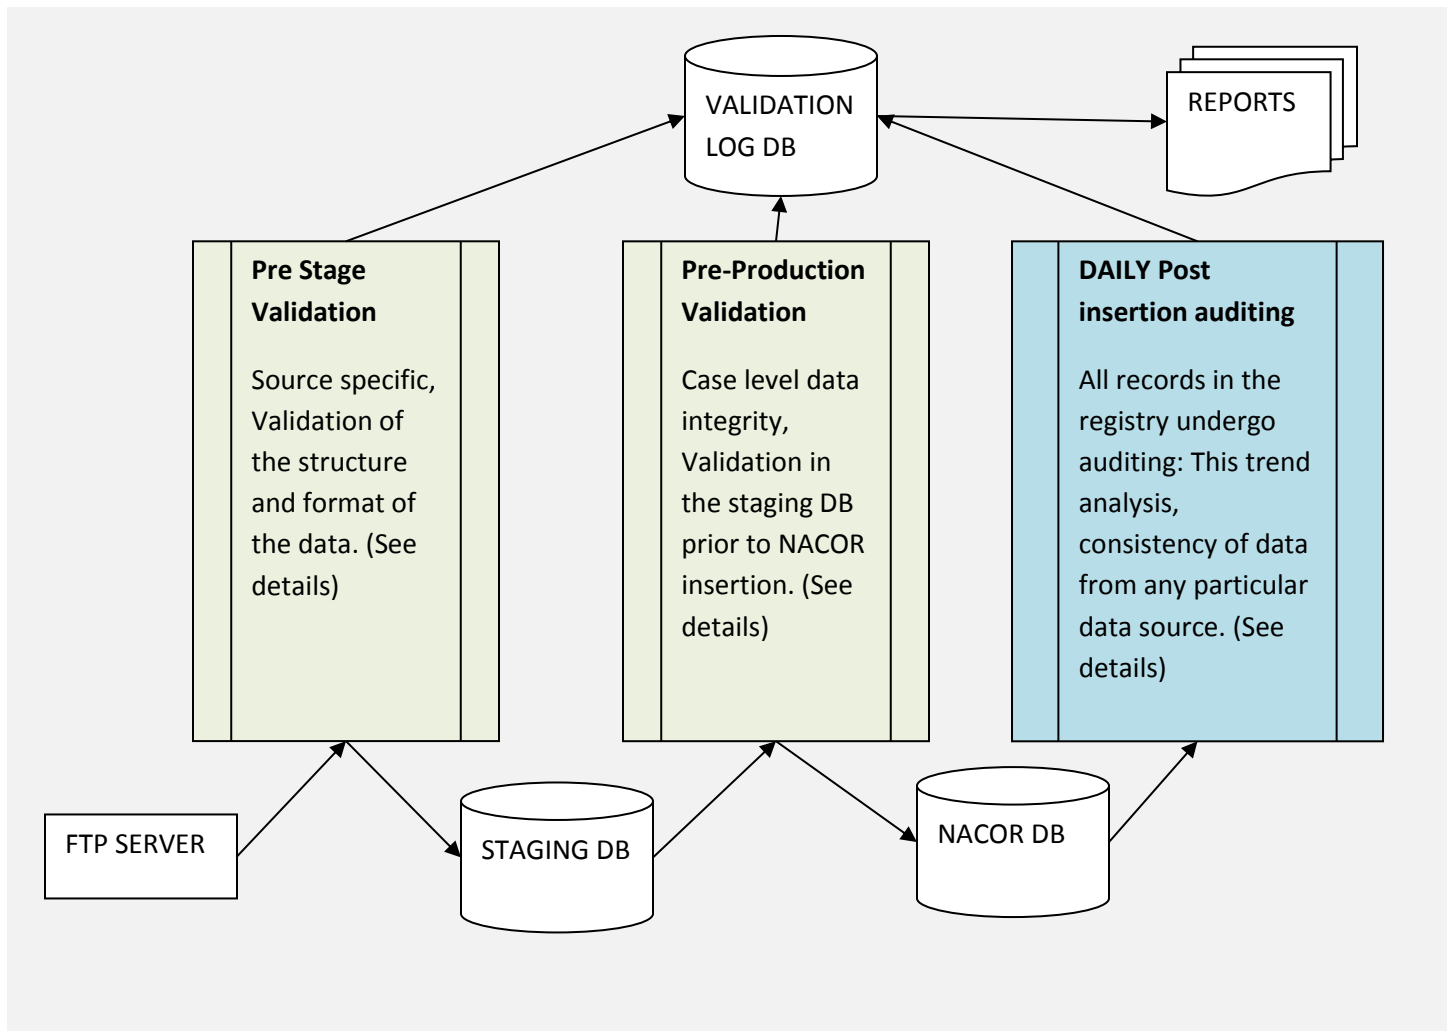 VALIDATION
LOG DB
REPORTS
Pre Stage
Validation
Source specific,
Validation of
the structure
and format of
the data. (See
details)
Pre-Production
Validation
Case level data
integrity,
Validation in
the staging DB
prior to NACOR
insertion. (See
details)
DAILY Post
insertion auditing
All records in the
registry undergo
auditing: This trend
analysis,
consistency of data
from any particular
data source. (See
details)
FTP SERVER
STAGING DB
NACOR DB